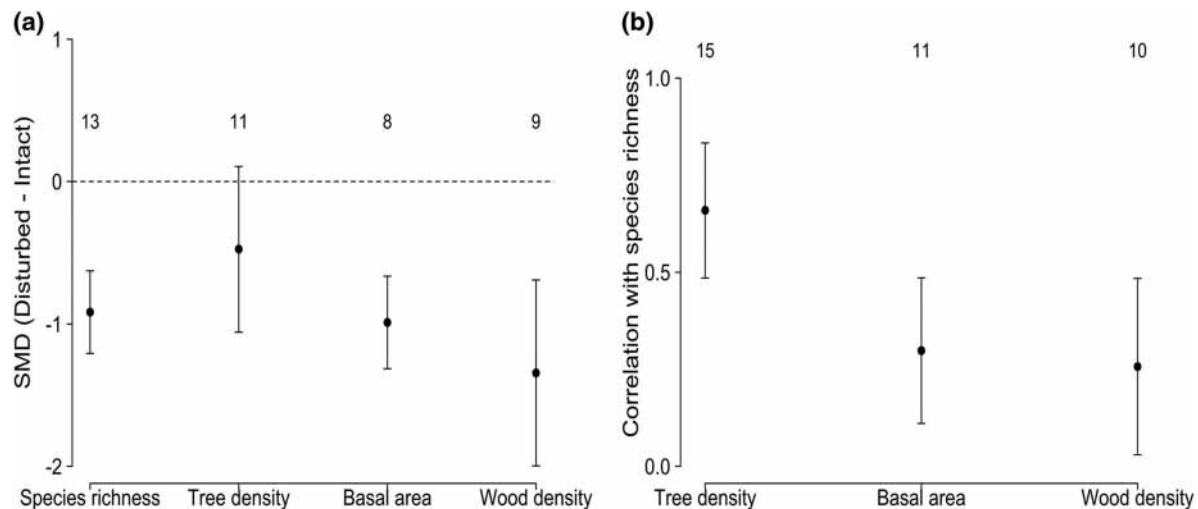 (a)
1
0
-1
-2
SMD (Disturbed - Intact)
13 11 8 9
Species richness Tree density Basal area Wood density
(b)
15 11 10
1.0
0.5
0.0
Correlation with species richness
Tree density Basal area Wood density